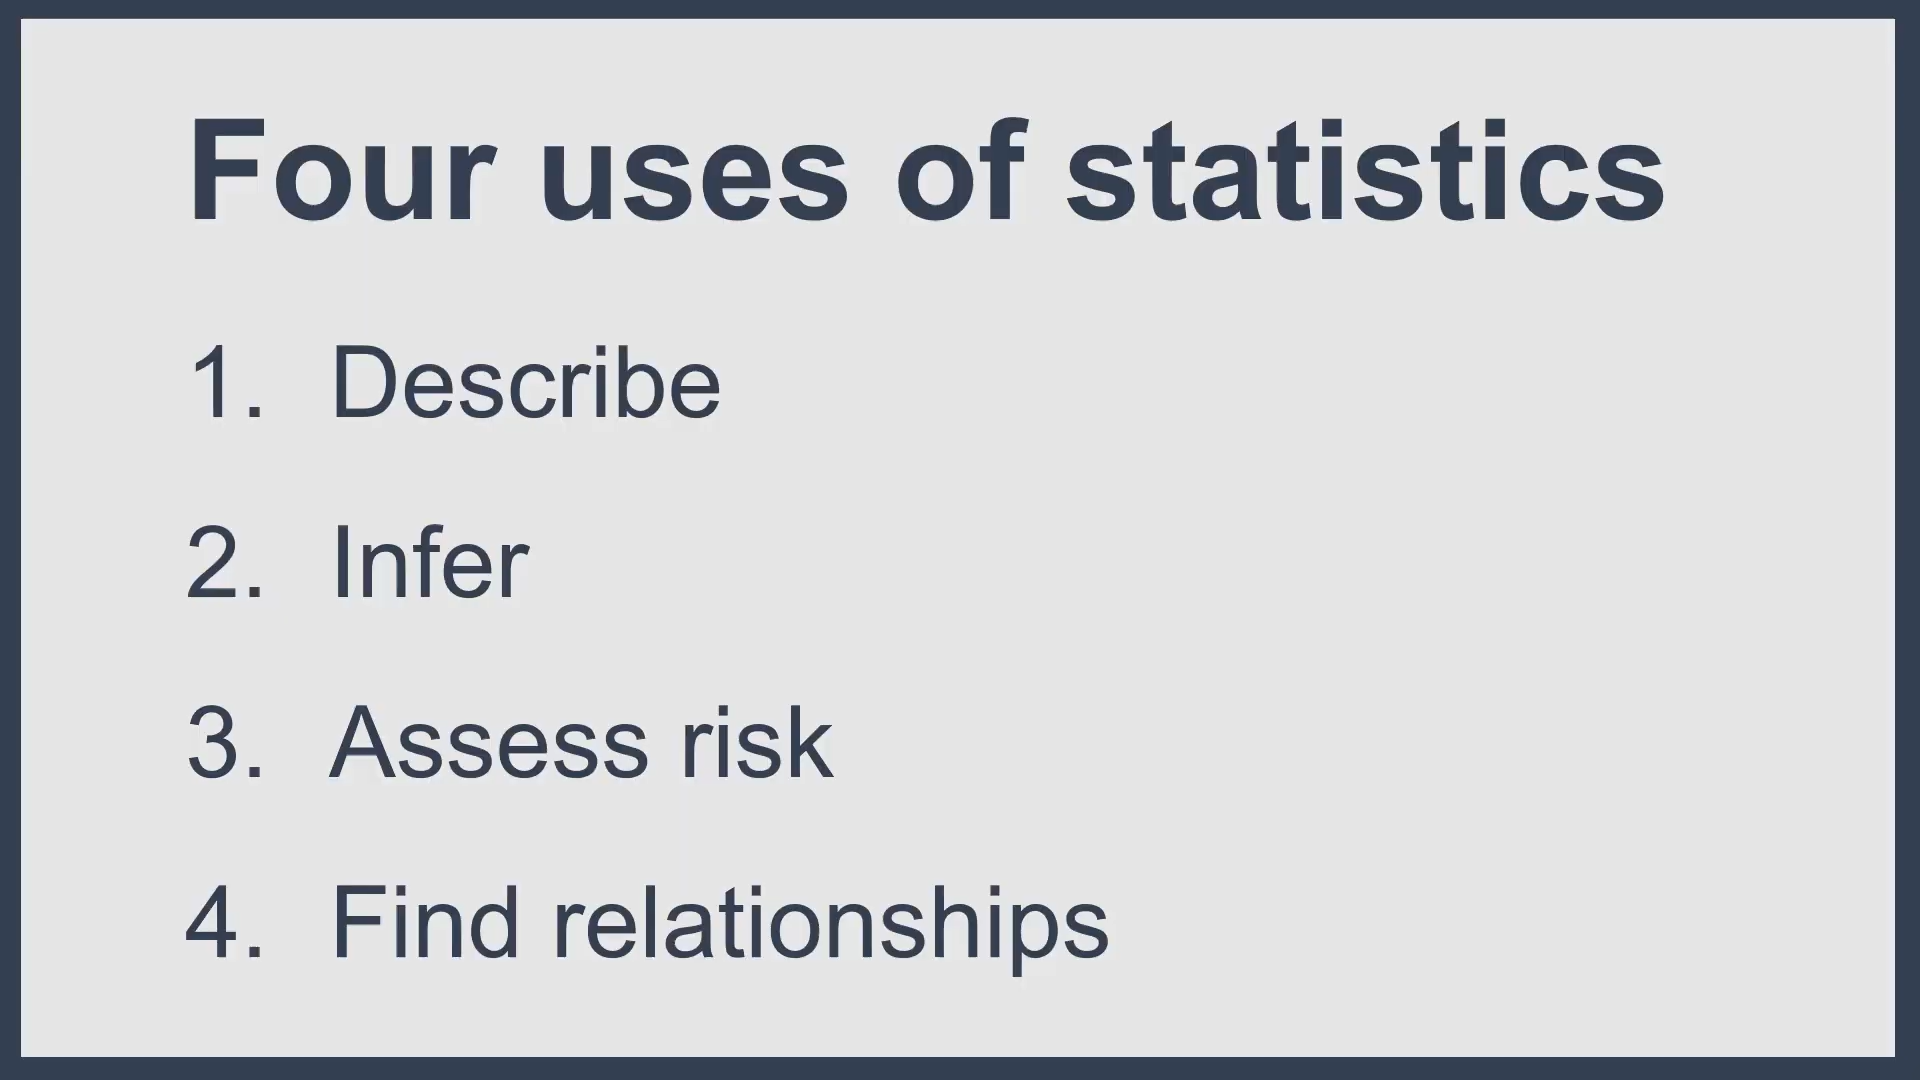 Four uses of statistics
1. Describe
2. Infer
3. Assess risk
4. Find relationships